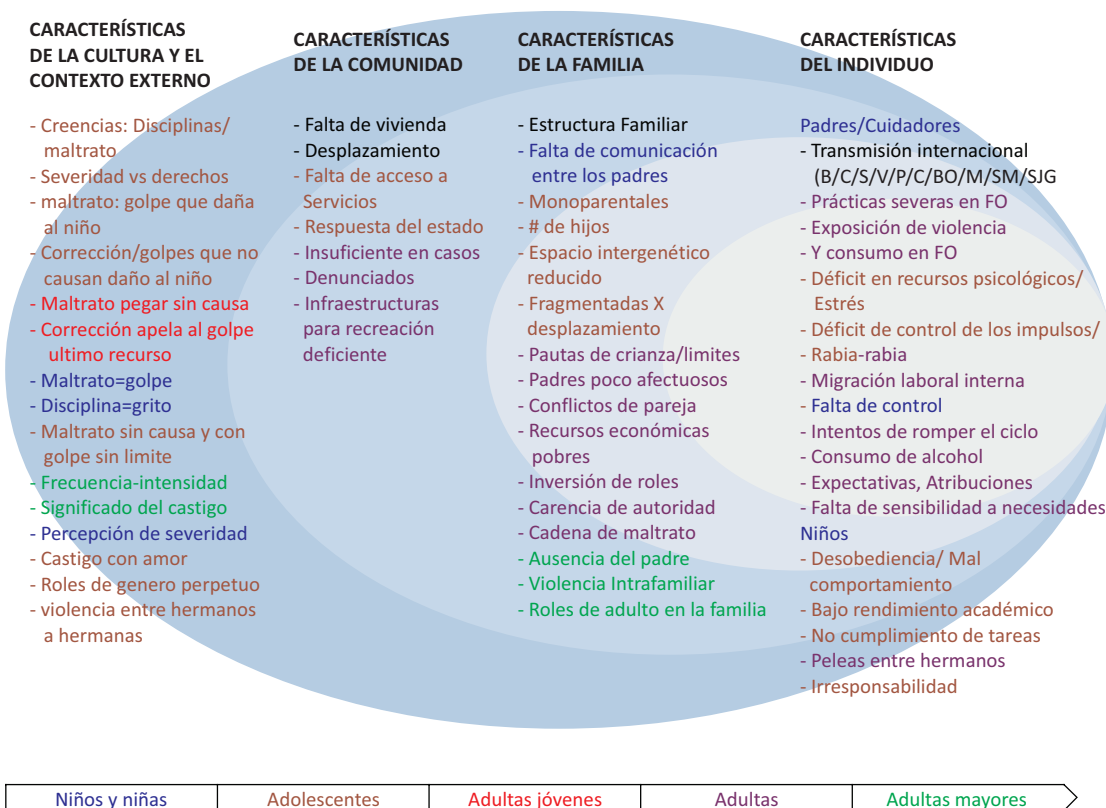 CARACTERÍSTICAS
DE LA CULTURA Y EL
CONTEXTO EXTERNO
- Creencias: Disciplinas/
maltrato
- Severidad vs derechos
- maltrato: golpe que daña
al niño
- Corrección/golpes que no
causan daño al niño
- Maltrato pegar sin causa
- Corrección apela al golpe
ultimo recurso
- Maltrato=golpe
- Disciplina=grito
- Maltrato sin causa y con
golpe sin limite
- Frecuencia-intensidad
- Significado del castigo
- Percepción de severidad
- Castigo con amor
- Roles de genero perpetuo
- violencia entre hermanos
a hermanas
CARACTERÍSTICAS
DE LA COMUNIDAD
- Falta de vivienda
- Desplazamiento
- Falta de acceso a
Servicios
- Respuesta del estado
- Insuficiente en casos
- Denunciados
- Infraestructuras
para recreación
deficiente
CARACTERÍSTICAS
DE LA FAMILIA
- Estructura Familiar
- Falta de comunicación
entre los padres
- Monoparentales
- # de hijos
- Espacio intergenético
reducido
- Fragmentadas X
desplazamiento
- Pautas de crianza/limites
- Padres poco afectuosos
- Conflictos de pareja
- Recursos económicas
pobres
- Inversión de roles
- Carencia de autoridad
- Cadena de maltrato
- Ausencia del padre
- Violencia Intrafamiliar
- Roles de adulto en la familia
CARACTERÍSTICAS
DEL INDIVIDUO
Padres/Cuidadores
- Transmisión internacional
(B/C/S/V/P/C/BO/M/SM/SJG
- Prácticas severas en FO
- Exposición de violencia
- Y consumo en FO
- Déficit en recursos psicológicos/
Estrés
- Déficit de control de los impulsos/
- Rabia-rabia
- Migración laboral interna
- Falta de control
- Intentos de romper el ciclo
- Consumo de alcohol
- Expectativas, Atribuciones
- Falta de sensibilidad a necesidades
Niños
- Desobediencia/ Mal
comportamiento
- Bajo rendimiento académico
- No cumplimiento de tareas
- Peleas entre hermanos
- Irresponsabilidad
Niños y niñas
Adolescentes
Adultas jóvenes
Adultas
Adultas mayores